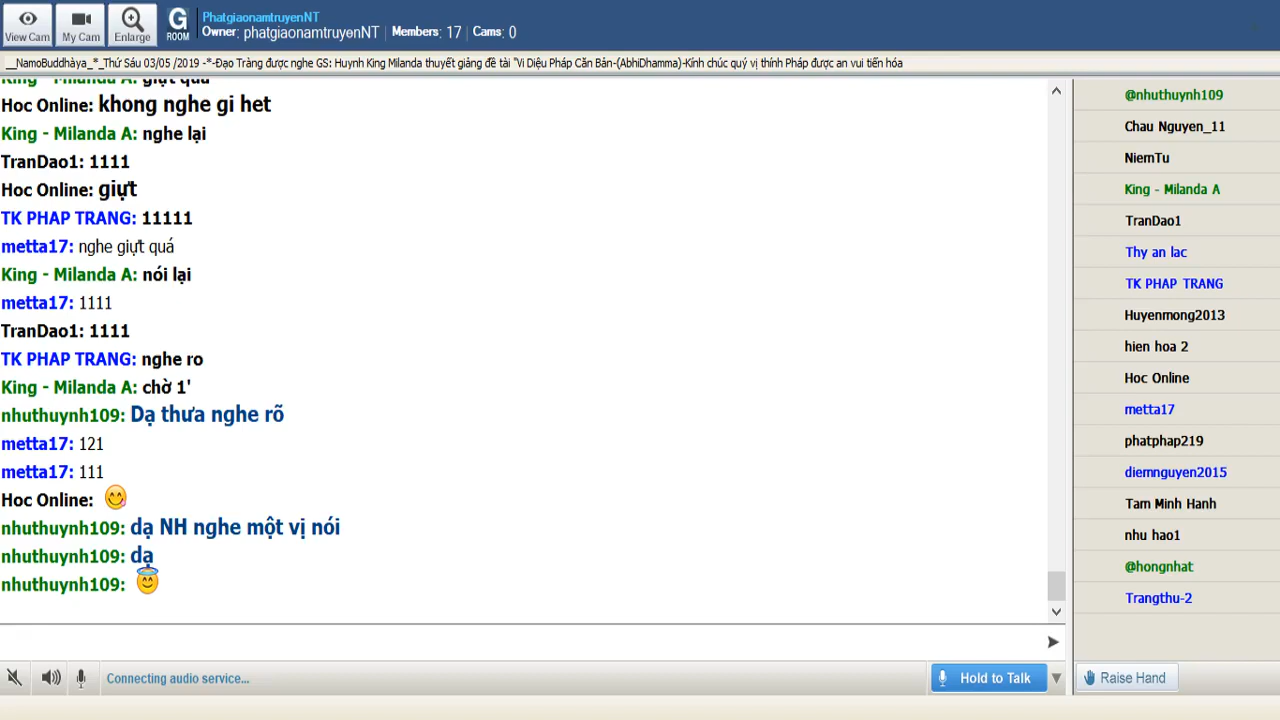 View Cam
My Cam
Enlarge
G
ROOM
PhatgiaonamtruyenNT
Owner: phatgiaonamtruyenNT Members: 17 Cams: 0
__NamoBuddhàya_*_Thứ Sáu 03/05 /2019 -*-Đạo Tràng được nghe GS: Huynh King Milanda thuyết giảng đề tài "Vi Diệu Pháp Căn Bản-(AbhiDhamma)-Kính chúc quý vị thính Pháp được an vui tiến hóa
King - Milanda A: giựt quá
Hoc Online: khong nghe gi het
King - Milanda A: nghe lại
TranDao1: 1111
Hoc Online: giựt
TK PHAP TRANG: 11111
metta17: nghe giựt quá
King - Milanda A: nói lại
metta17: 1111
TranDao1: 1111
TK PHAP TRANG: nghe ro
King - Milanda A: chờ 1'
nhuthuynh109: Dạ thưa nghe rõ
metta17: 121
metta17: 111
Hoc Online:
nhuthuynh109: dạ NH nghe một vị nói
nhuthuynh109: dạ
nhuthuynh109:
@nhuthuynh109
Chau Nguyen_11
NiemTu
King - Milanda A
TranDao1
Thy an lac
TK PHAP TRANG
Huyenmong2013
hien hoa 2
Hoc Online
metta17
phatphap219
diemnguyen2015
Tam Minh Hanh
nhu hao1
@hongnhat
Trangthu-2
Connecting audio service...
Hold to Talk
Raise Hand